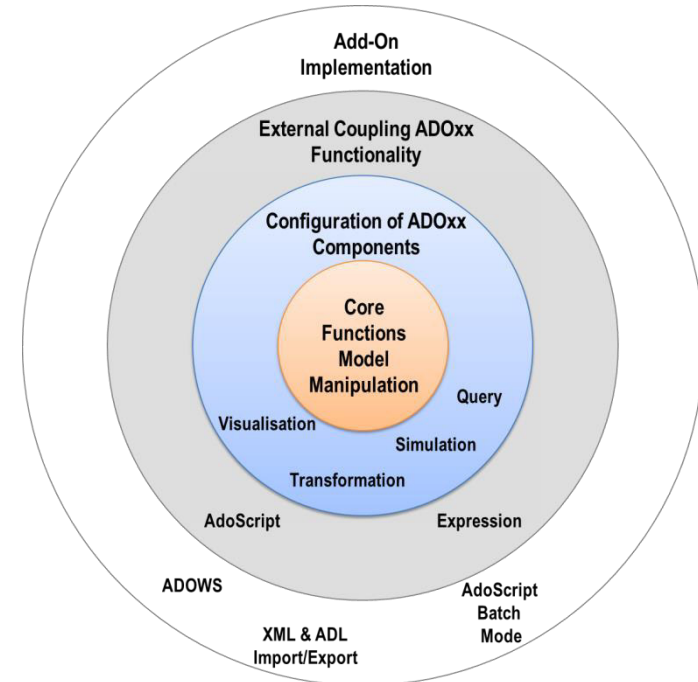 Add-On
Implementation
External Coupling ADOxx
Functionality
Configuration of ADOxx
Components
Core
Functions
Model
Manipulation
Query
Visualisation
Simulation
Transformation
AdoScript
Expression
ADOWS
AdoScript
Batch
Mode
XML & ADL
Import/Export